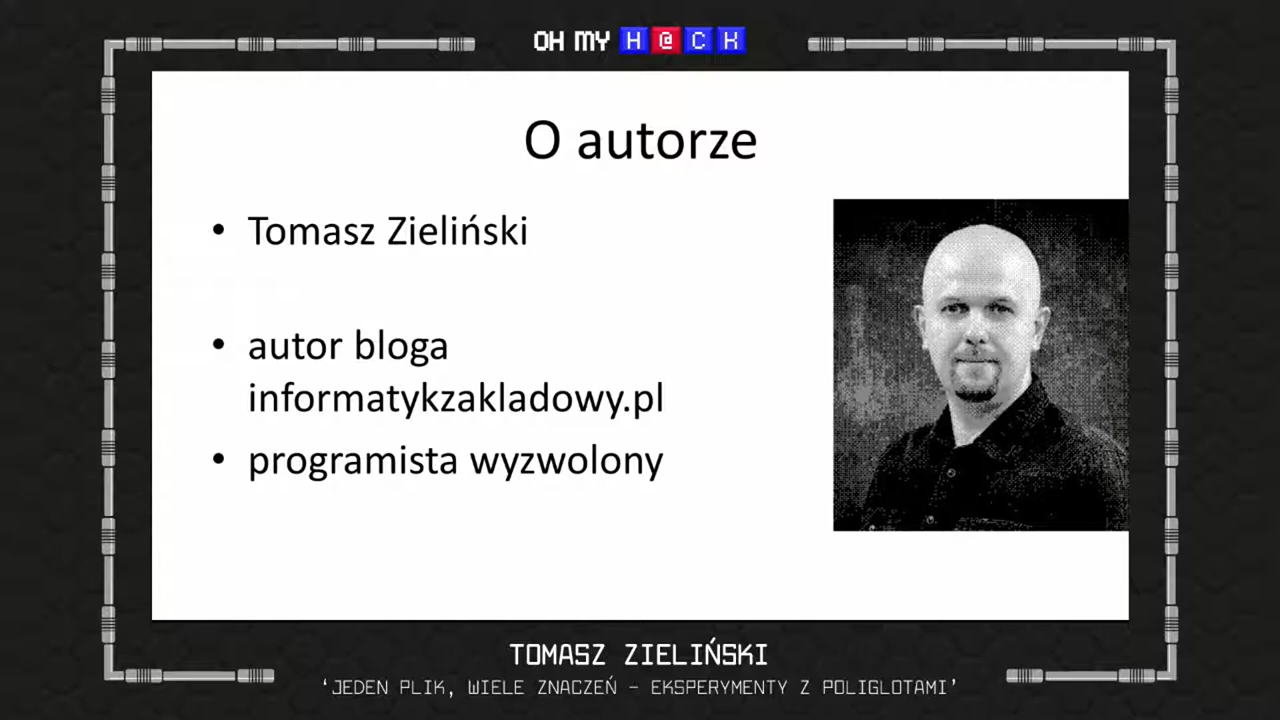 OH MY H@CK
O autorze
• Tomasz Zieliński
• autor bloga
informatykzakladowy.pl
• programista wyzwolony
TOMASZ ZIELIŃSKI
‘JEDEN PLIK, WIELE ZNACZEŃ – EKSPERYMENTY Z POLIGLOTAMI’